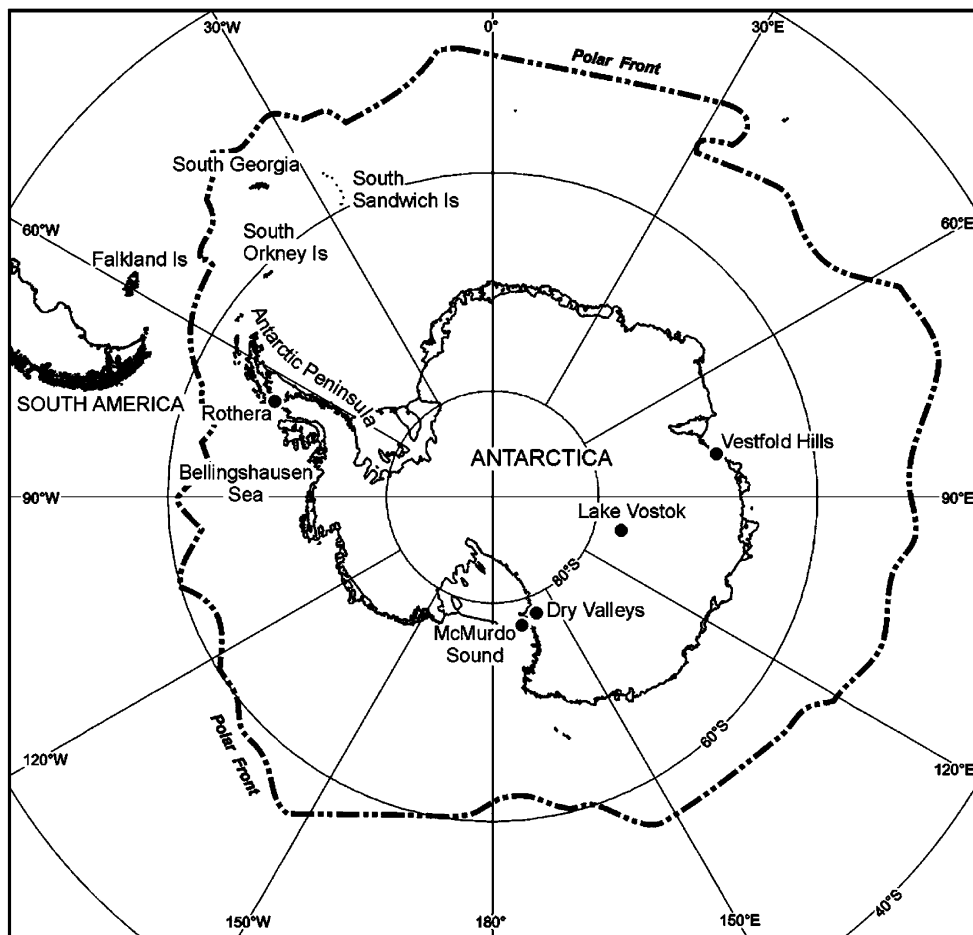 30°W
0°
30°E
Polar Front
South Georgia
South
Sandwich Is
60°W
60°E
South
Orkney Is
Falkland Is
Antarctic Peninsula
SOUTH AMERICA
Rothera
Vestfold Hills
ANTARCTICA
Bellingshausen
Sea
90°W
90°E
Lake Vostok
80°S
Dry Valleys
McMurdo
Sound
60°S
Polar Front
120°W
120°E
40°S
150°W
180°
150°E